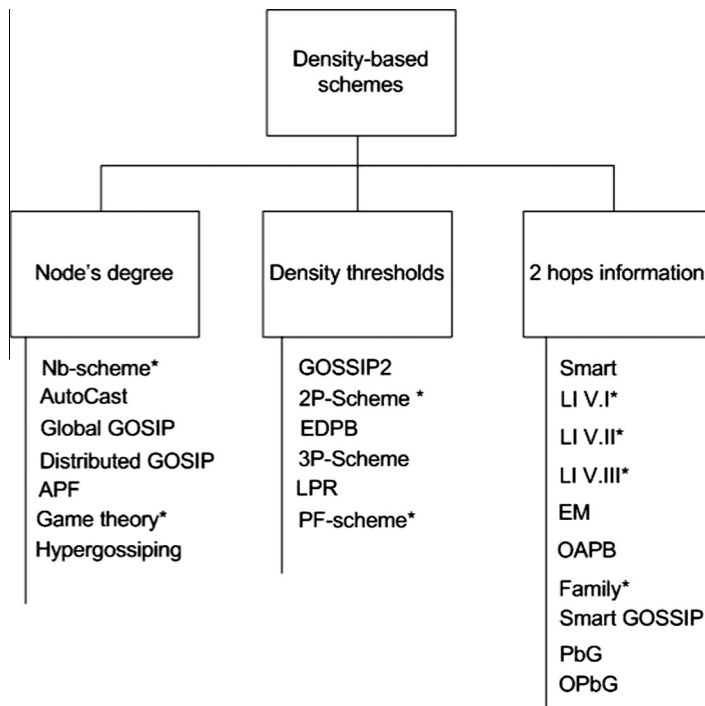 Density-based
schemes
Node's degree
Density thresholds
2 hops information
Nb-scheme*
AutoCast
Global GOSIP
Distributed GOSIP
APF
Game theory*
Hypergossiping
GOSSIP2
2P-Scheme *
EDPB
3P-Scheme
LPR
PF-scheme*
Smart
LI V.I*
LI V.II*
LI V.III*
EM
OAPB
Family*
Smart GOSSIP
PbG
OPbG